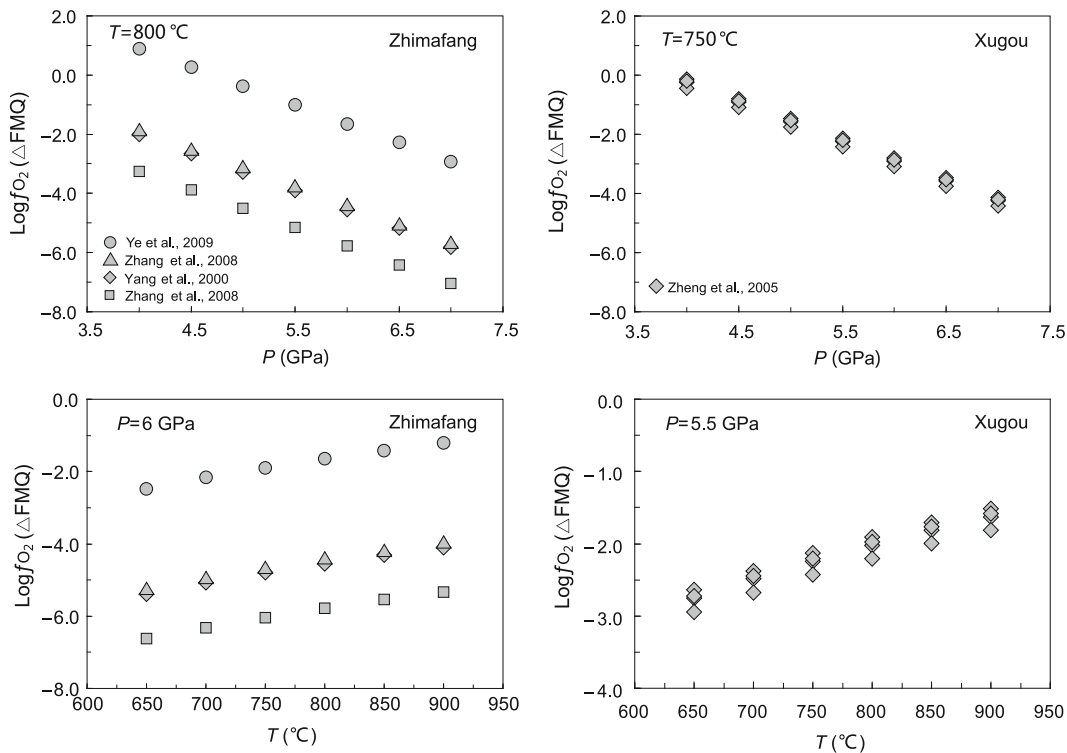 T=800 ℃
Zhimafang
2.0
0.0
−2.0
−4.0
−6.0
−8.0
LogfO2 (△FMQ)
Ye et al., 2009
Zhang et al., 2008
Yang et al., 2000
Zhang et al., 2008
3.5
4.5
5.5
6.5
7.5
P (GPa)
T=750 ℃
Xugou
2.0
0.0
−2.0
−4.0
−6.0
−8.0
LogfO2 (△FMQ)
Zheng et al., 2005
3.5
4.5
5.5
6.5
7.5
P (GPa)
P=6 GPa
Zhimafang
0.0
−2.0
−4.0
−6.0
−8.0
LogfO2 (△FMQ)
600 650 700 750 800 850 900 950
T (℃)
P=5.5 GPa
Xugou
0.0
−1.0
−2.0
−3.0
−4.0
LogfO2 (△FMQ)
600 650 700 750 800 850 900 950
T (℃)